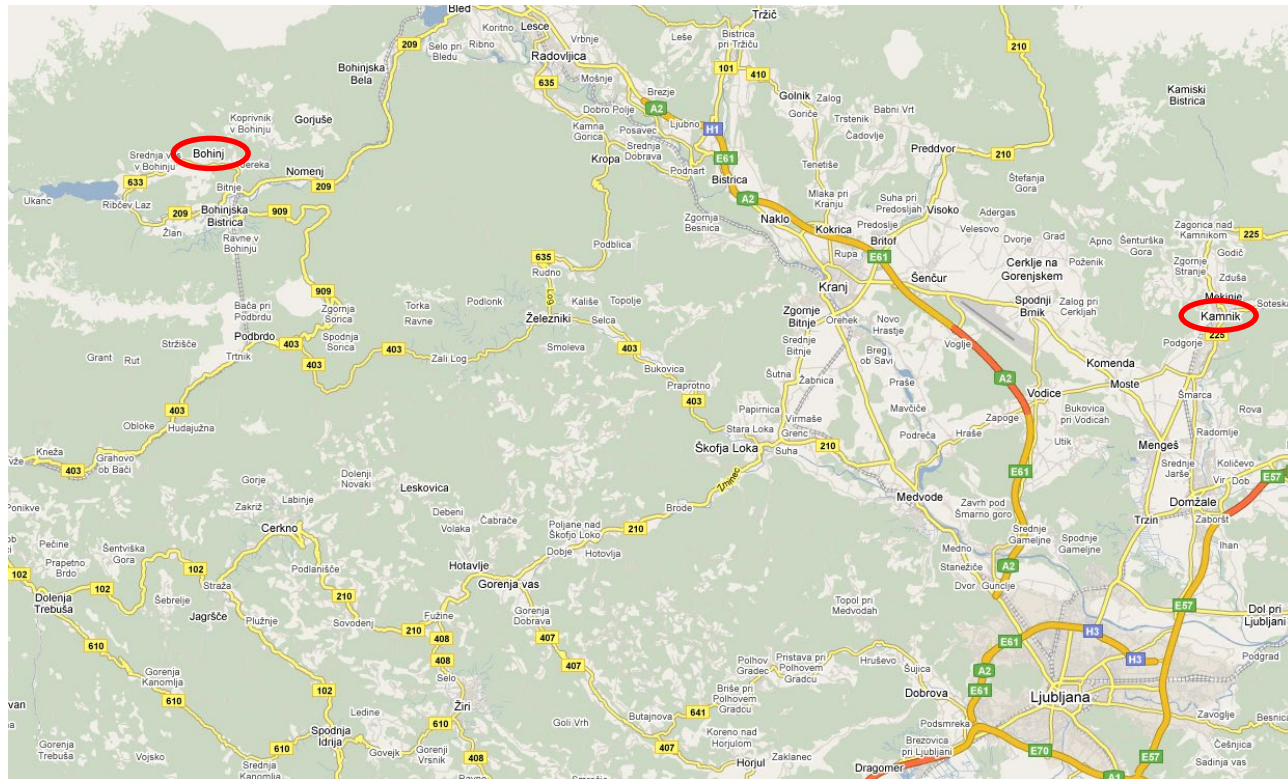 Bled
Koritno
Lesce
Vrbnje
Leše
Tržič
Bistrica
pri Tržiču
209
Selo pri
Bledu
Ribno
Radovljica
101
410
210
Bohinjska
Bela
Mošnje
635
Brezje
A2
Golnik
Zalog
Goriče
Babni Vrt
Trstenik
Čadovlje
Kamiski
Bistrica
Koprivnik
v Bohinju
Gorjuše
Dobro Polje
Kamna
Gorica
Posavec
Ljubno
H1
Srednja vas
v Bohinju
Bohinj
Jereka
Kropa
Srednja
Dobrava
Podnart
E61
Bistrica
Tenetiše
Preddvor
210
Nomenj
209
633
Bitnje
Ukanc
Ribčev Laz
209
Žlan
Bohinjska
Bistrica
909
Ravne v
Bohinju
A2
Mlaka pri
Kranju
Suha pri
Predosljah
Predoslje
Visoko
Štefanja
Gora
Zgornja
Besnica
Naklo
Kokrica
Rupa
Britof
E61
Adergas
Velesovo
Dvorje
Grad
Apno
Šenturška
Gora
Poženik
Cerklje na
Gorenjskem
Zagorica nad
Kamnikom
225
Godič
Zgornje
Stranje
Zduša
Podblica
635
Rudno
909
Šenčur
Kranj
Mekinje
Soteska
Kamnik
225
Bača pri
Podbrdu
Zgornja
Sorica
Torka
Ravne
Podlonk
Log
Kališe
Topolje
Železniki
Selca
Zgornje
Bitnje
Orehek
Novo
Hrastje
Spodnji
Brnik
Zalog pri
Cerkljah
Podbrdo
Stržišče
403
Spodnja
Sorica
403
403
Zali Log
Smoleva
403
Bukovica
Srednje
Bitnje
Breg
ob Savi
Voglje
Podgorje
Komenda
Grant
Rut
Trtnik
Praprotno
Šutna
Žabnica
Praše
A2
Vodice
Moste
Šmarca
403
403
Papirnica
Virmaše
Mavčiče
Zapoge
Bukovica
pri Vodicah
Rova
Obloke
Hudajužna
Stara Loka
Grenc
Škofja Loka
Suha
210
Podreča
Hraše
Utik
Mengeš
Radomlje
Kneža
Grahovo
ob Bači
403
E61
Srednje
Jarše
Količevo
Vir
Dob
E57
Gorje
Zakriž
Labinje
Dolenji
Novaki
Leskovica
Zminec
Medvode
Zavrh pod
Šmarno goro
Domžale
Ponikve
Debeni
Volaka
Čabrače
Poljane nad
Škofjo Loko
Brode
210
Trzin
Zaboršt
Cerkno
Pečine
Prapetno
Brdo
Šentviška
Gora
102
Podlanišče
Dobje
Hotovlja
Medno
Srednje
Gameljne
Spodnje
Gameljne
Ihan
Hotavlje
Stanežiče
A2
102
102
Straža
Gorenja vas
Dvor
Gunclje
Dolenja
Trebuša
Šebrelje
210
Jagršče
Plužnje
Gorenja
Dobrava
Topol pri
Medvodah
E57
Dol pri
Ljubljani
Fužine
Sovodenj
210
408
407
610
E61
H3
Polhov
Gradec
Pristava pri
Polhovem
Gradcu
Hruševo
Šujica
Podgrad
408
407
A2
H3
Gorenja
Kanomlja
Selo
Briše pri
Polhovem
Gradcu
Dobrova
E61
102
Ljubljana
610
Ledine
Žiri
Goli Vrh
Butajnova
641
Podsmreka
Zavoglje
Besnica
610
Koreno nad
Horjulom
Spodnja
Idrija
Gorenja
Trebuša
Vojsko
610
Govejk
Gorenji
Vrsnik
408
407
Horjul
Zaklanec
Brezovica
pri Ljubljani
E70
E57
Češnjica
Sadinja vas
Spodnja
Kanomlja
Dragomer
A1